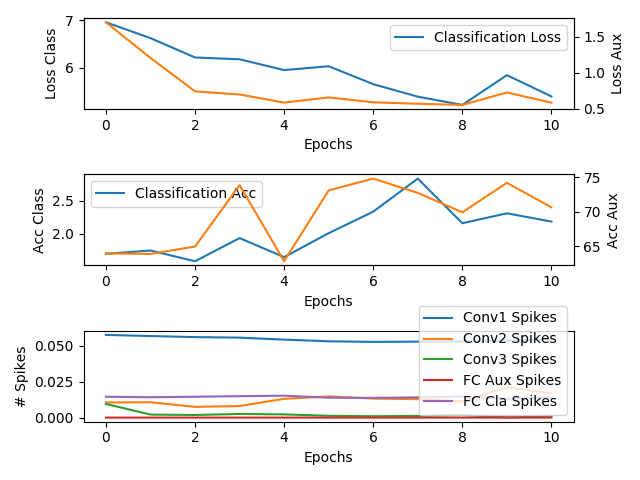 7
6
Loss Class
Classification Loss
1.5
1.0
0.5
Loss Aux
0 2 4 6 8 10
Epochs
2.5
2.0
Acc Class
Classification Acc
75
70
65
Acc Aux
0 2 4 6 8 10
Epochs
0.050
0.025
0.000
# Spikes
Conv1 Spikes
Conv2 Spikes
Conv3 Spikes
FC Aux Spikes
FC Cla Spikes
0 2 4 6 8 10
Epochs